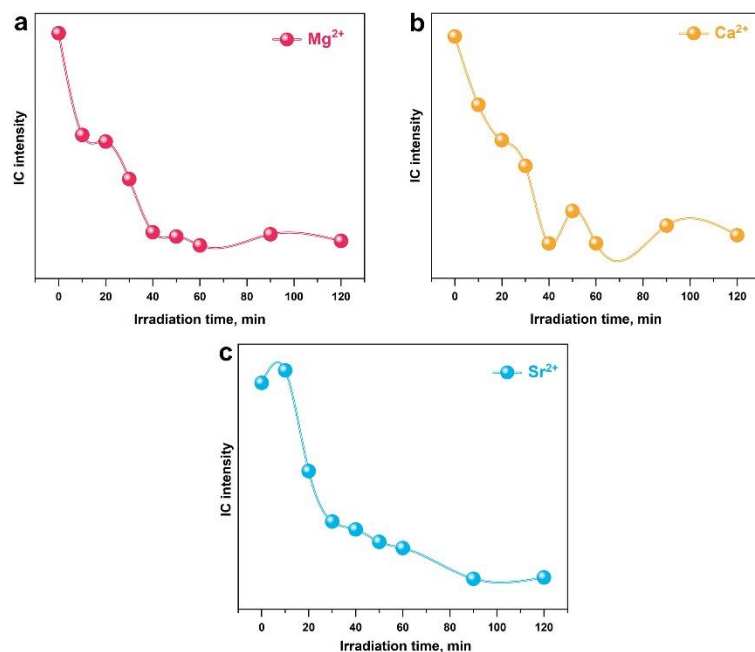 a
Mg²⁺
IC intensity
0 20 40 60 80 100 120
Irradiation time, min
b
Ca²⁺
IC intensity
0 20 40 60 80 100 120
Irradiation time, min
c
Sr²⁺
IC intensity
0 20 40 60 80 100 120
Irradiation time, min